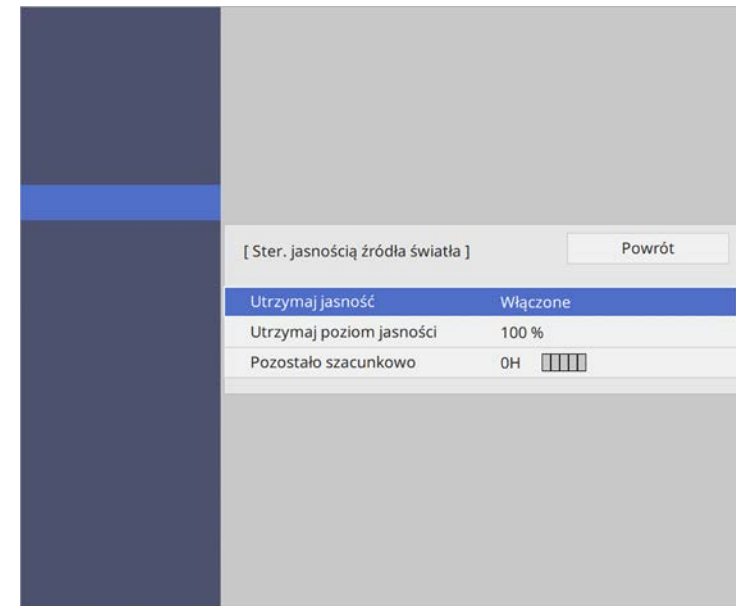 [ Ster. jasnością źródła światła ] Powrót
Utrzymaj jasność Włączone
Utrzymaj poziom jasności 100 %
Pozostało szacunkowo 0H